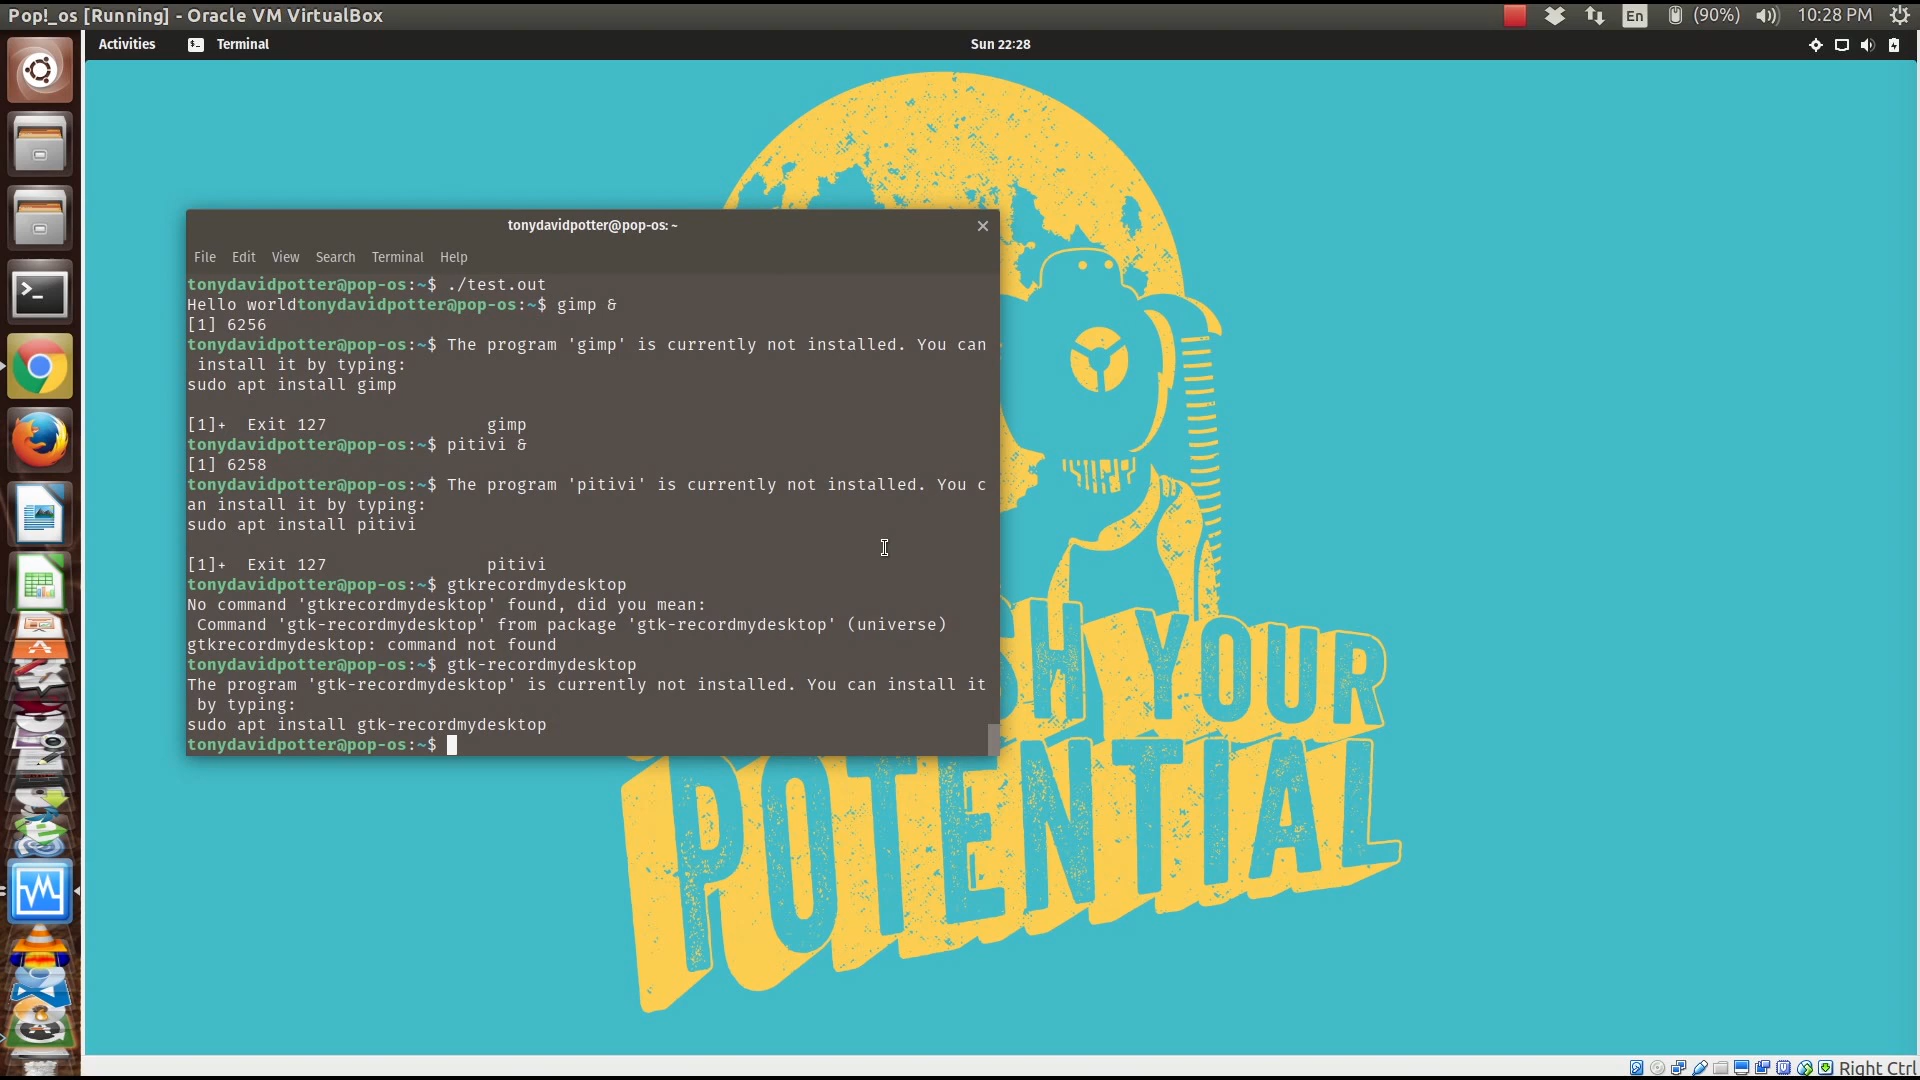 Pop!_os [Running] - Oracle VM VirtualBox
En (90%) 10:28 PM
Activities Terminal Sun 22:28
tonydavidpotter@pop-os: ~
File Edit View Search Terminal Help
tonydavidpotter@pop-os:~$ ./test.out
Hello worldtonydavidpotter@pop-os:~$ gimp &
[1] 6256
tonydavidpotter@pop-os:~$ The program 'gimp' is currently not installed. You can
 install it by typing:
sudo apt install gimp
[1]+  Exit 127                gimp
tonydavidpotter@pop-os:~$ pitivi &
[1] 6258
tonydavidpotter@pop-os:~$ The program 'pitivi' is currently not installed. You c
an install it by typing:
sudo apt install pitivi
[1]+  Exit 127                pitivi
tonydavidpotter@pop-os:~$ gtkrecordmydesktop
No command 'gtkrecordmydesktop' found, did you mean:
 Command 'gtk-recordmydesktop' from package 'gtk-recordmydesktop' (universe)
gtkrecordmydesktop: command not found
tonydavidpotter@pop-os:~$ gtk-recordmydesktop
The program 'gtk-recordmydesktop' is currently not installed. You can install it
 by typing:
sudo apt install gtk-recordmydesktop
tonydavidpotter@pop-os:~$
YOUR
POTENTIAL
Right Ctrl